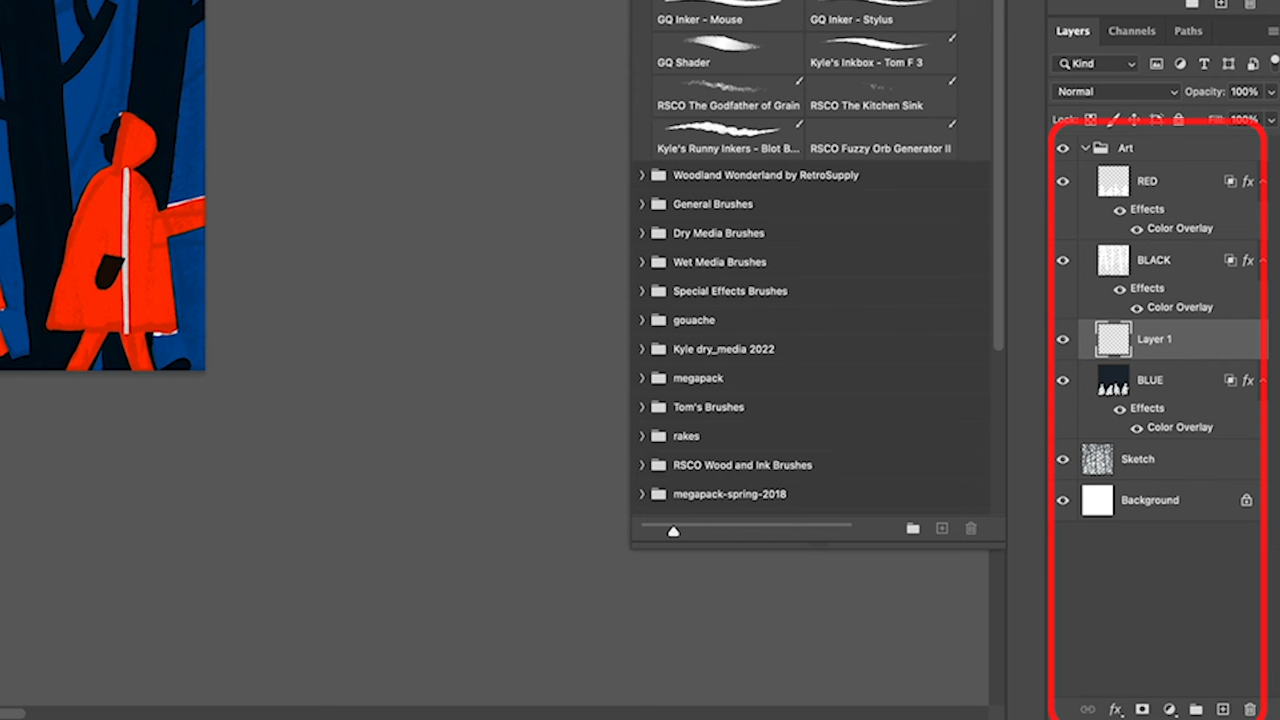 GQ Inker - Mouse
GQ Inker - Stylus
GQ Shader
Kyle's Inkbox - Tom F 3
RSCO The Godfather of Grain
RSCO The Kitchen Sink
Kyle's Runny Inkers - Blot B...
RSCO Fuzzy Orb Generator II
Woodland Wonderland by RetroSupply
General Brushes
Dry Media Brushes
Wet Media Brushes
Special Effects Brushes
gouache
Kyle dry_media 2022
megapack
Tom's Brushes
rakes
RSCO Wood and Ink Brushes
megapack-spring-2018
Layers Channels Paths
Kind
Normal Opacity: 100%
Lock: Fill: 100%
Art
RED fx
Effects
Color Overlay
BLACK fx
Effects
Color Overlay
Layer 1
BLUE fx
Effects
Color Overlay
Sketch
Background
fx